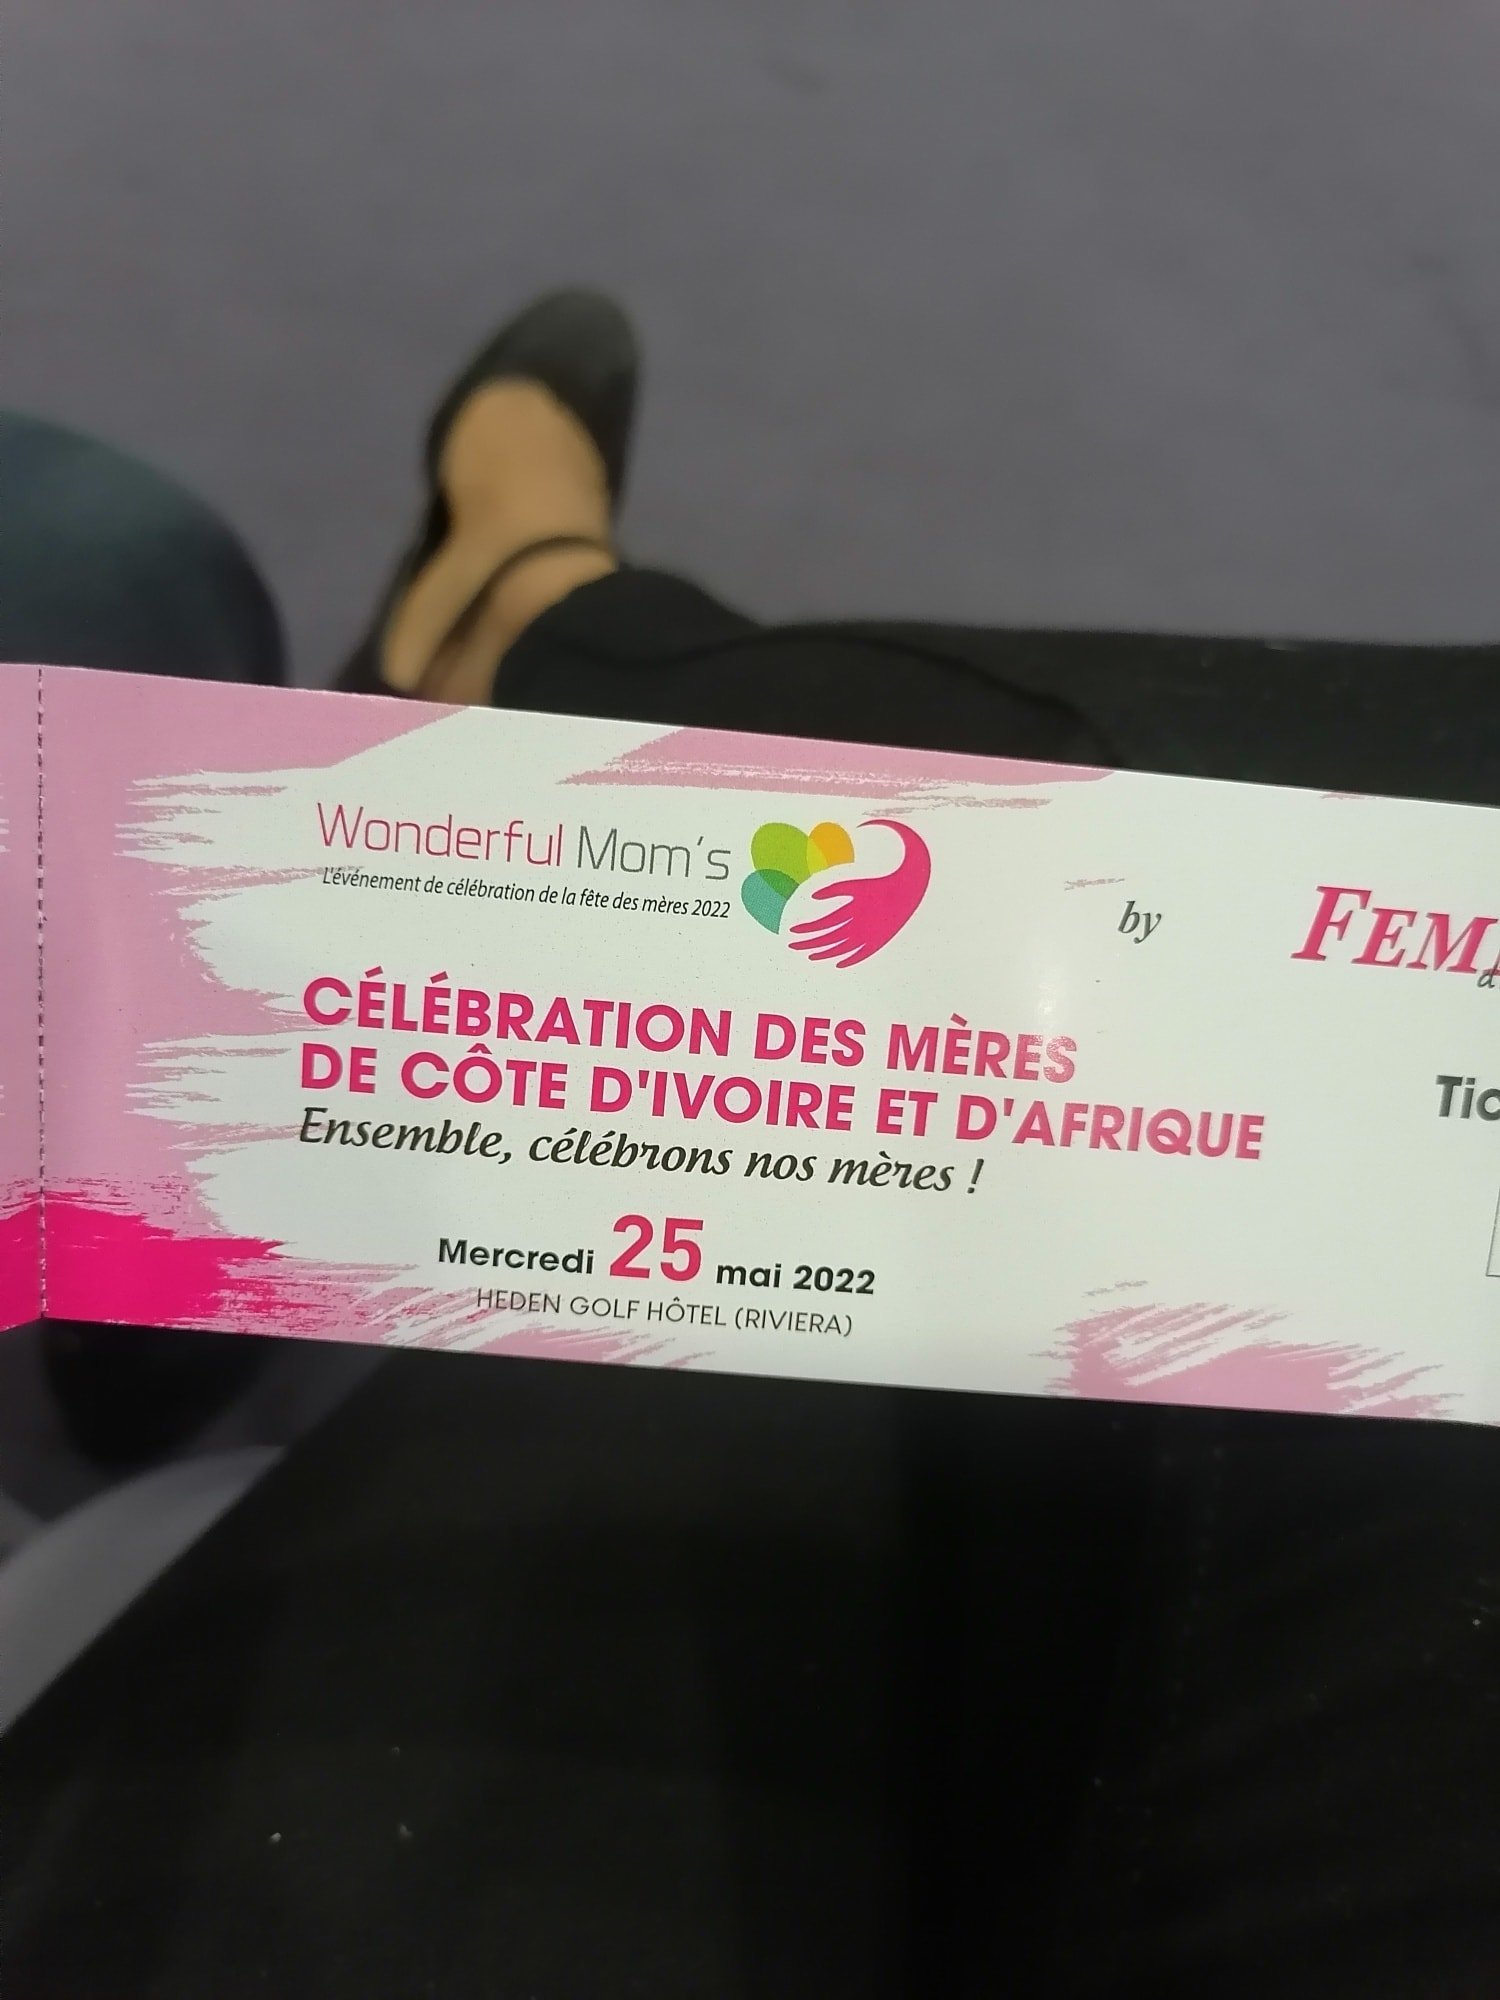 Wonderful Mom's
L'événement de célébration de la fête des mères 2022
by
CÉLÉBRATION DES MÈRES
DE CÔTE D'IVOIRE ET D'AFRIQUE
Ensemble, célébrons nos mères !
Mercredi 25 mai 2022
HEDEN GOLF HÔTEL (RIVIERA)